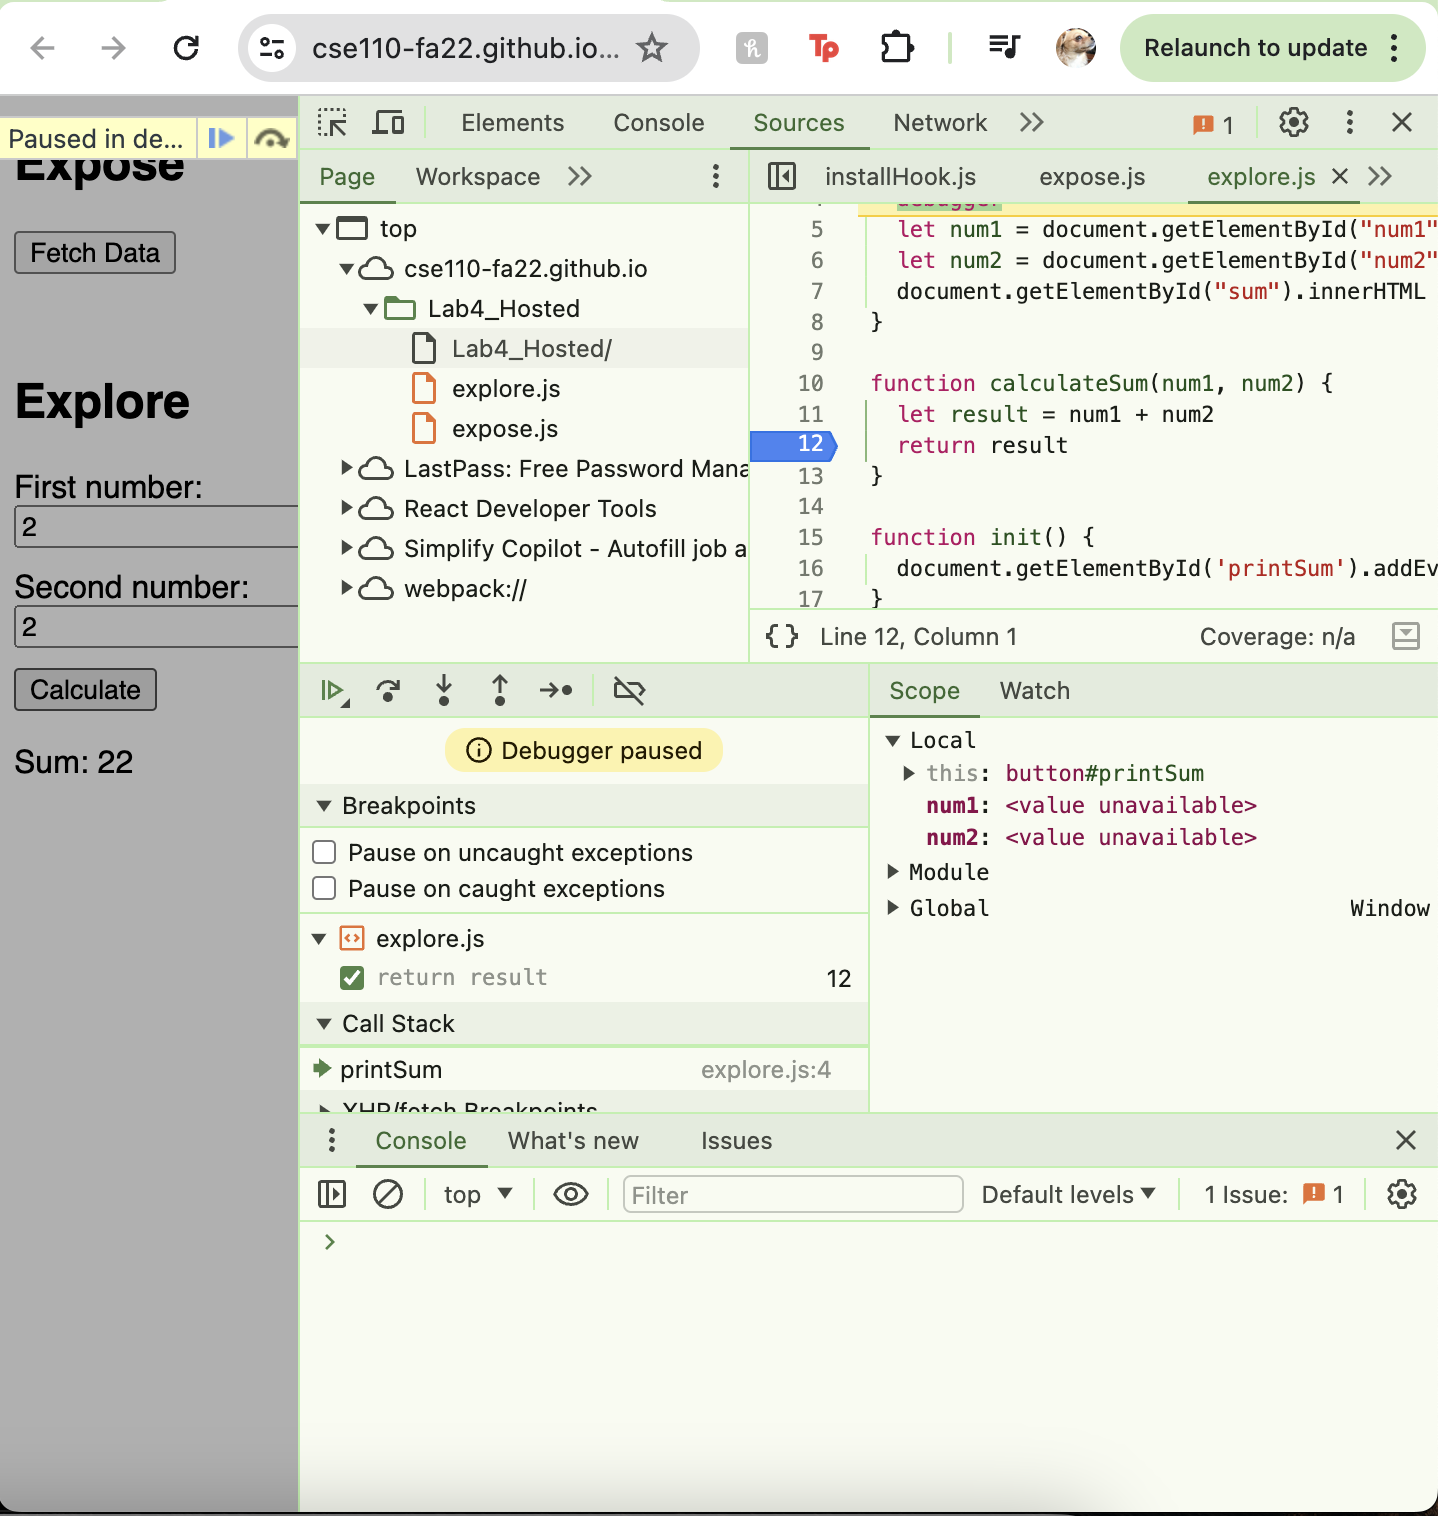 cse110-fa22.github.io...
Tp
Relaunch to update
Paused in de...
Expose
Fetch Data
Explore
First number:
2
Second number:
2
Calculate
Sum: 22
Elements Console Sources Network
1
Page Workspace
top
cse110-fa22.github.io
Lab4_Hosted
Lab4_Hosted/
explore.js
expose.js
LastPass: Free Password Mana
React Developer Tools
Simplify Copilot - Autofill job a
webpack://
installHook.js expose.js explore.js
debugger
5 let num1 = document.getElementById("num1"
6 let num2 = document.getElementById("num2"
7 document.getElementById("sum").innerHTML
8 }
9
10 function calculateSum(num1, num2) {
11 let result = num1 + num2
12 return result
13 }
14
15 function init() {
16 document.getElementById('printSum').addEv
17 }
{ } Line 12, Column 1 Coverage: n/a
Debugger paused
Breakpoints
Pause on uncaught exceptions
Pause on caught exceptions
explore.js
return result 12
Call Stack
printSum explore.js:4
XHR/fetch Breakpoints
Scope Watch
Local
this: button#printSum
num1: <value unavailable>
num2: <value unavailable>
Module
Global Window
Console What's new Issues
top Filter Default levels 1 Issue: 1